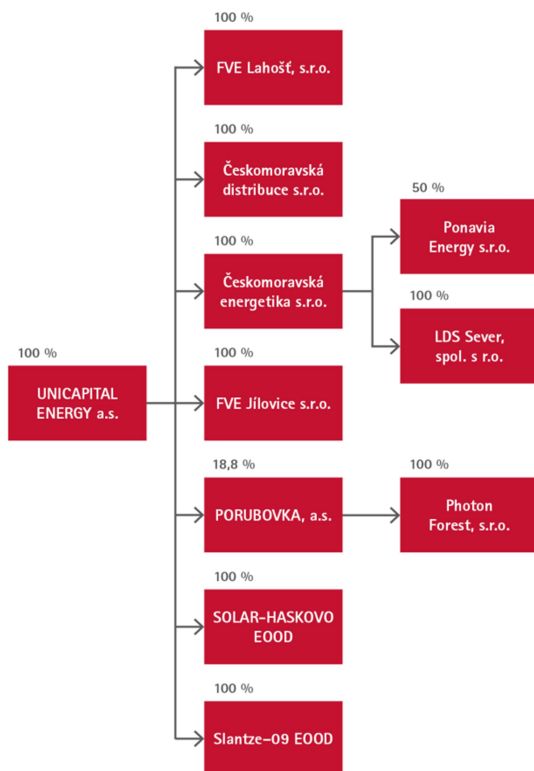 100 %
FVE Lahošť, s.r.o.
100 %
Českomoravská
distribuce s.r.o.
100 %
Českomoravská
energetika s.r.o.
50 %
Ponavia
Energy s.r.o.
100 %
LDS Sever,
spol. s r.o.
100 %
UNICAPITAL
ENERGY a.s.
100 %
FVE Jílovice s.r.o.
18,8 %
PORUBOVKA, a.s.
100 %
Photon
Forest, s.r.o.
100 %
SOLAR–HASKOVO
EOOD
100 %
Slantze–09 EOOD